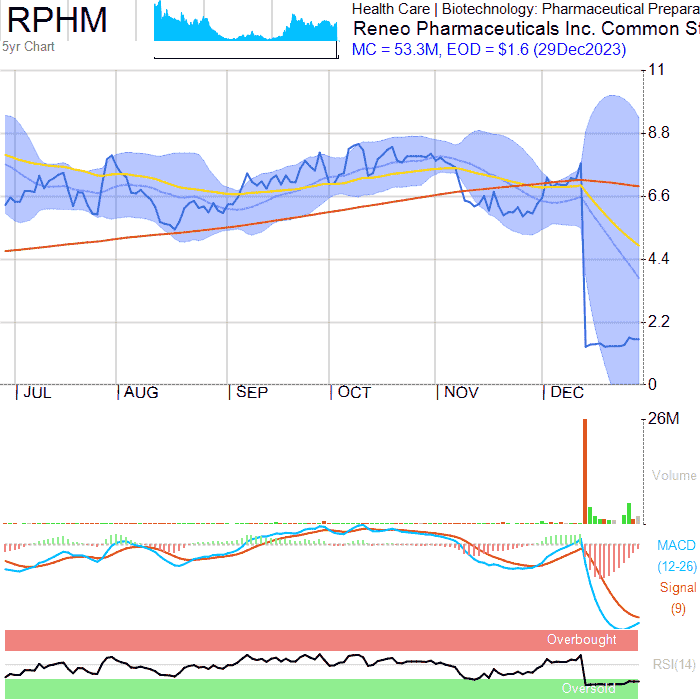 RPHM
5yr Chart
Health Care | Biotechnology: Pharmaceutical Prepara
Reneo Pharmaceuticals Inc. Common St
MC = 53.3M, EOD = $1.6 (29Dec2023)
11
8.8
6.6
4.4
2.2
0
JUL AUG SEP OCT NOV DEC
26M
Volume
MACD
(12-26)
Signal
(9)
Overbought
RSI(14)
Oversold